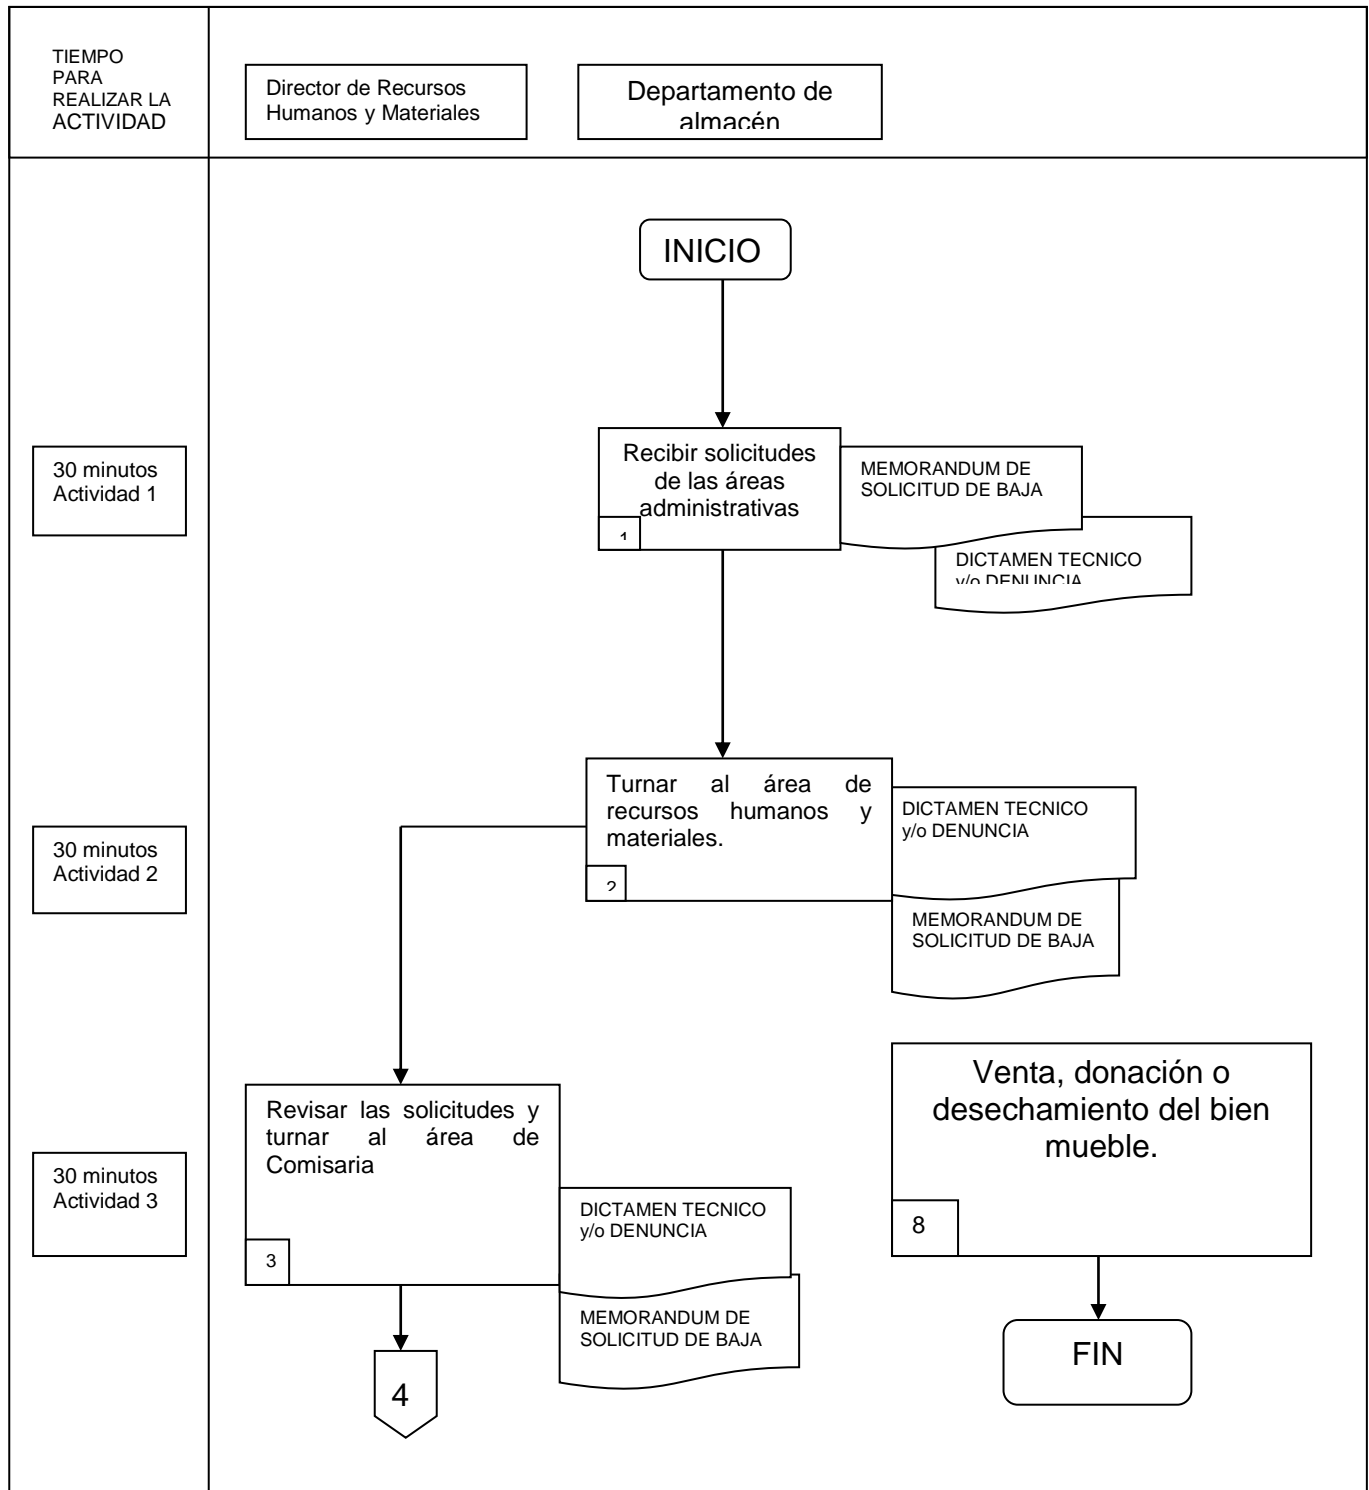 TIEMPO
PARA
REALIZAR LA
ACTIVIDAD
Director de Recursos
Humanos y Materiales
Departamento de
almacén
INICIO
30 minutos
Actividad 1
Recibir solicitudes
de las áreas
administrativas
1
MEMORANDUM DE
SOLICITUD DE BAJA
DICTAMEN TECNICO
y/o DENUNCIA
30 minutos
Actividad 2
Turnar al área de
recursos humanos y
materiales.
2
DICTAMEN TECNICO
y/o DENUNCIA
MEMORANDUM DE
SOLICITUD DE BAJA
30 minutos
Actividad 3
Revisar las solicitudes y
turnar al área de
Comisaria
3
DICTAMEN TECNICO
y/o DENUNCIA
MEMORANDUM DE
SOLICITUD DE BAJA
4
Venta, donación o
desechamiento del bien
mueble.
8
FIN